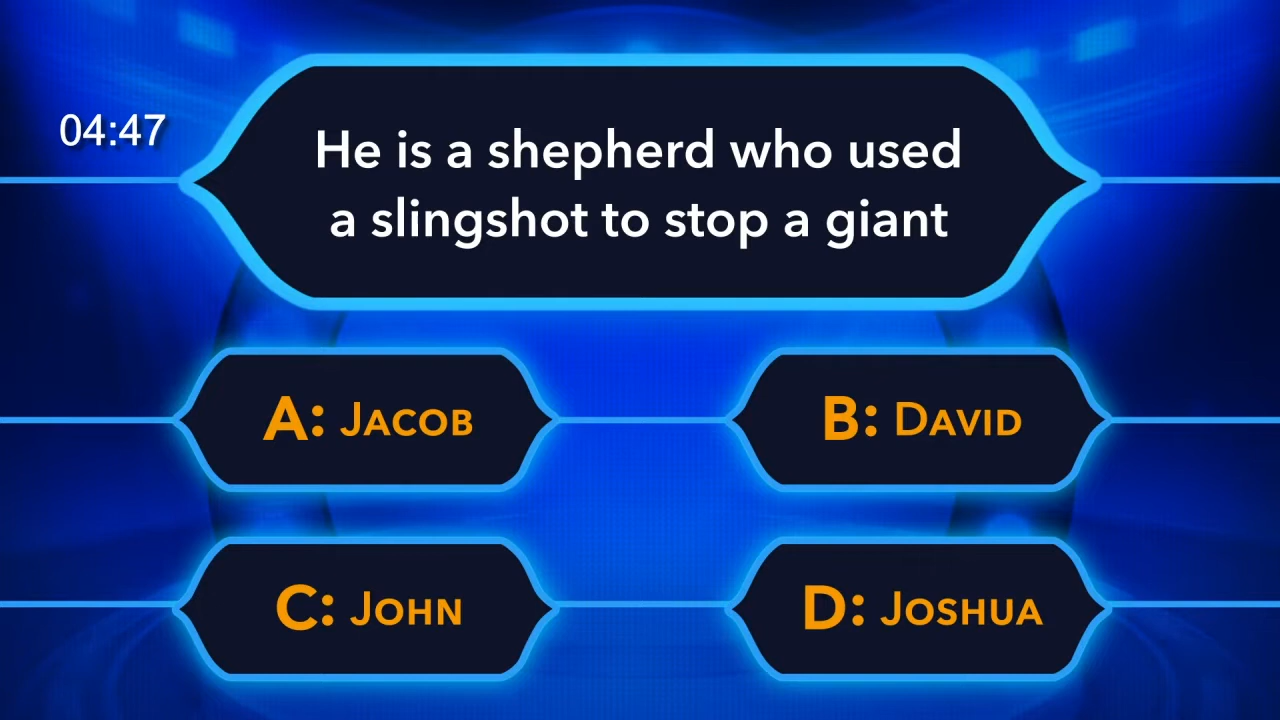 04:47
He is a shepherd who used
a slingshot to stop a giant
A: Jacob
B: David
C: John
D: Joshua